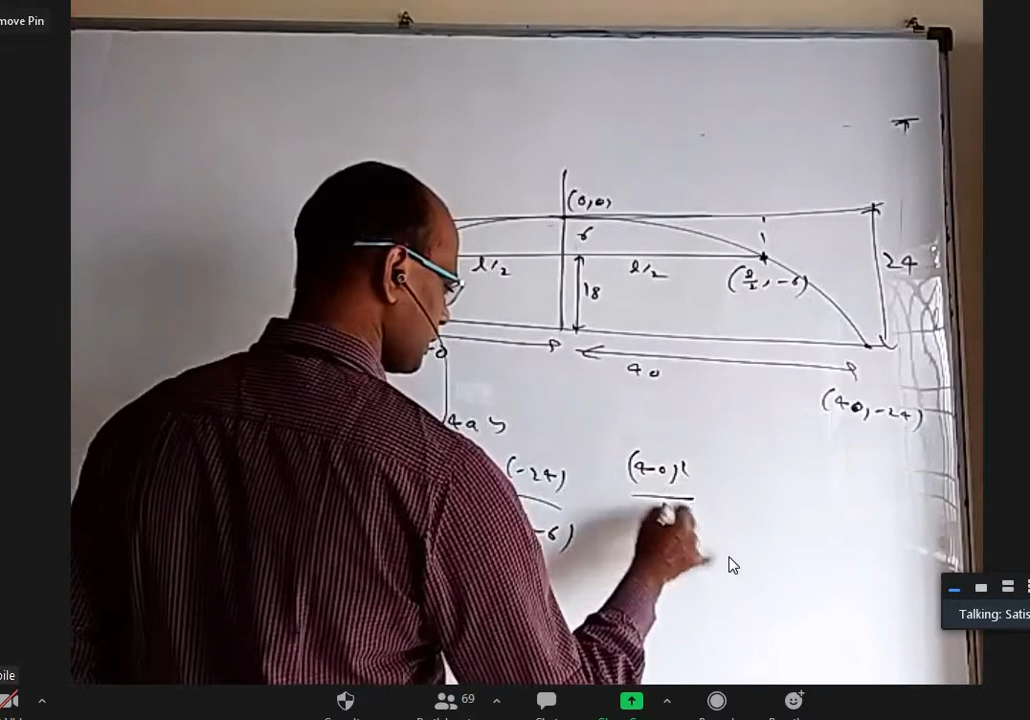 move Pin
(0,0)
6
l/2
l/2
18
(l/2, -6)
24
40
(40, -24)
4ay
(-24)
-6)
(40)²
Talking: Satis
69